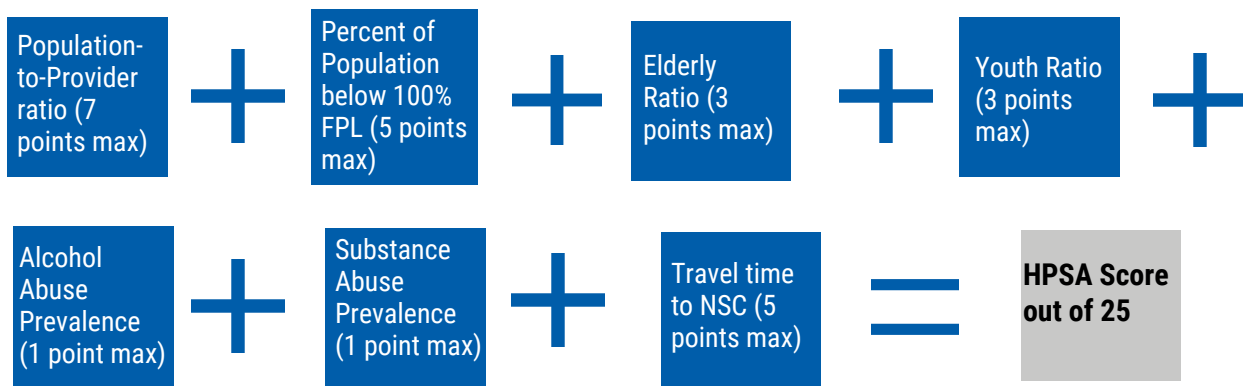 Population-
to-Provider
ratio (7
points max)
+
Percent of
Population
below 100%
FPL (5 points
max)
+
Elderly
Ratio (3
points max)
+
Youth Ratio
(3 points
max)
+
Alcohol
Abuse
Prevalence
(1 point max)
+
Substance
Abuse
Prevalence
(1 point max)
+
Travel time
to NSC (5
points max)
=
HPSA Score
out of 25